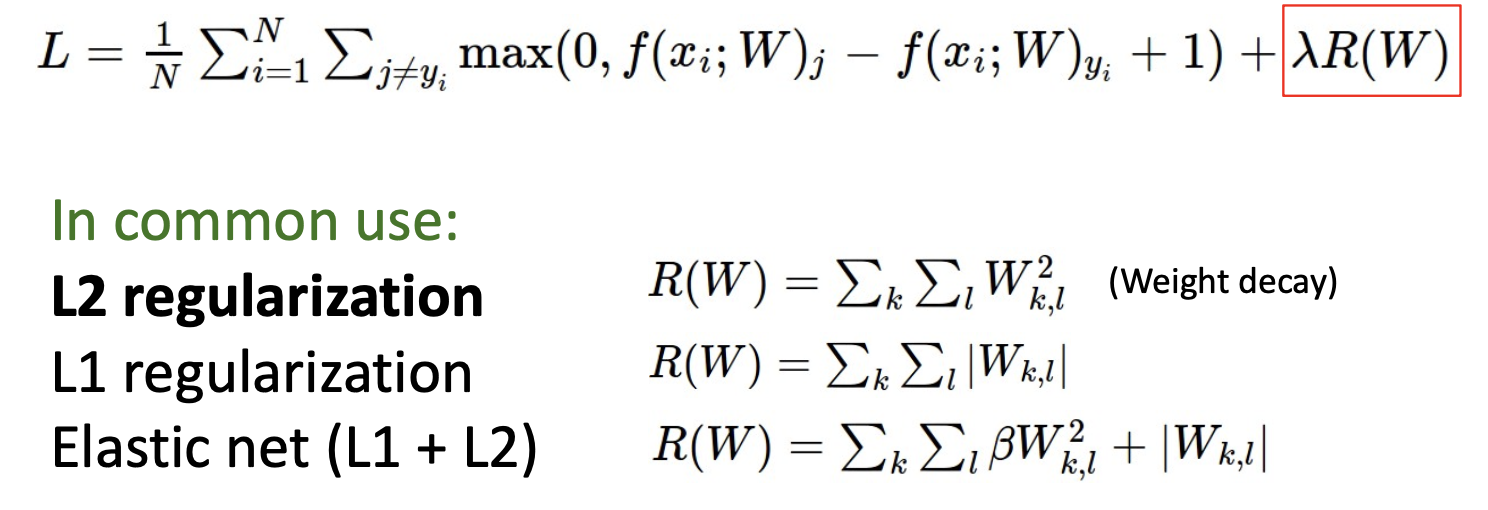 L = 1/N ∑_{i=1}^{N} ∑_{j≠y_i} max(0, f(x_i; W)_j − f(x_i; W)_{y_i} + 1) + λR(W)
In common use:
L2 regularization R(W) = ∑_k ∑_l W_{k,l}^2 (Weight decay)
L1 regularization R(W) = ∑_k ∑_l |W_{k,l}|
Elastic net (L1 + L2) R(W) = ∑_k ∑_l βW_{k,l}^2 + |W_{k,l}|